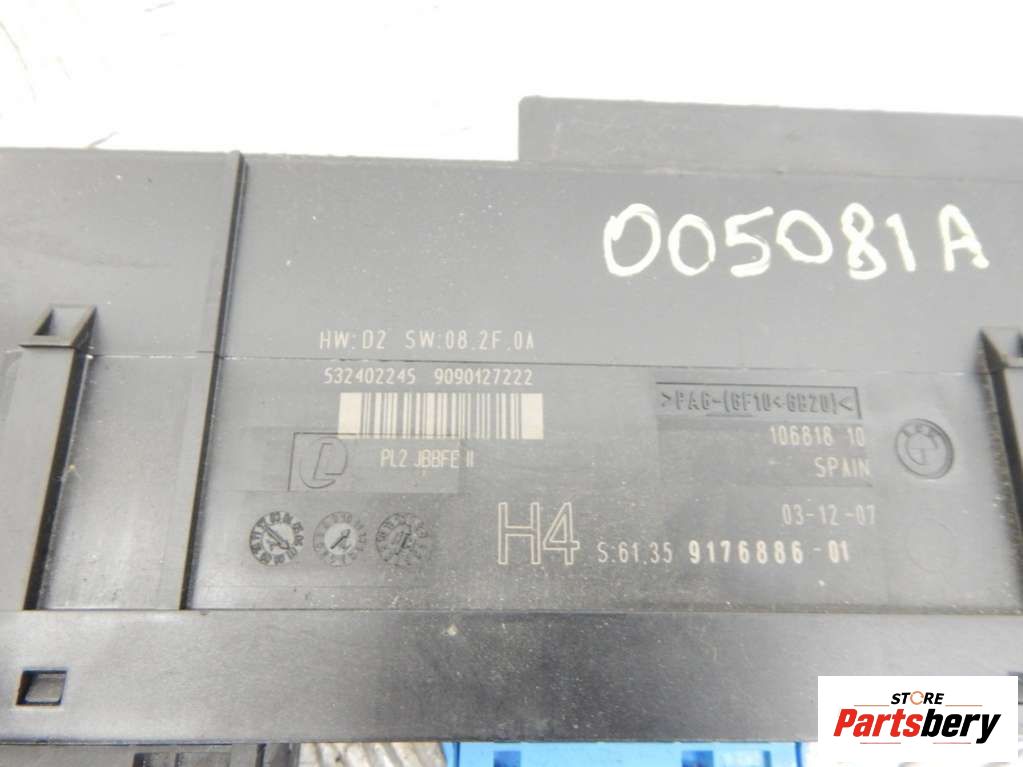 005081A
HW:D2 SW:08.2F.0A
532402245 9090127222
>PA6-(GF10+GB20)<
106818 10
PL2 JBBFE II
SPAIN
03-12-07
H4 S:61.35 9176886-01
STORE
Partsbery